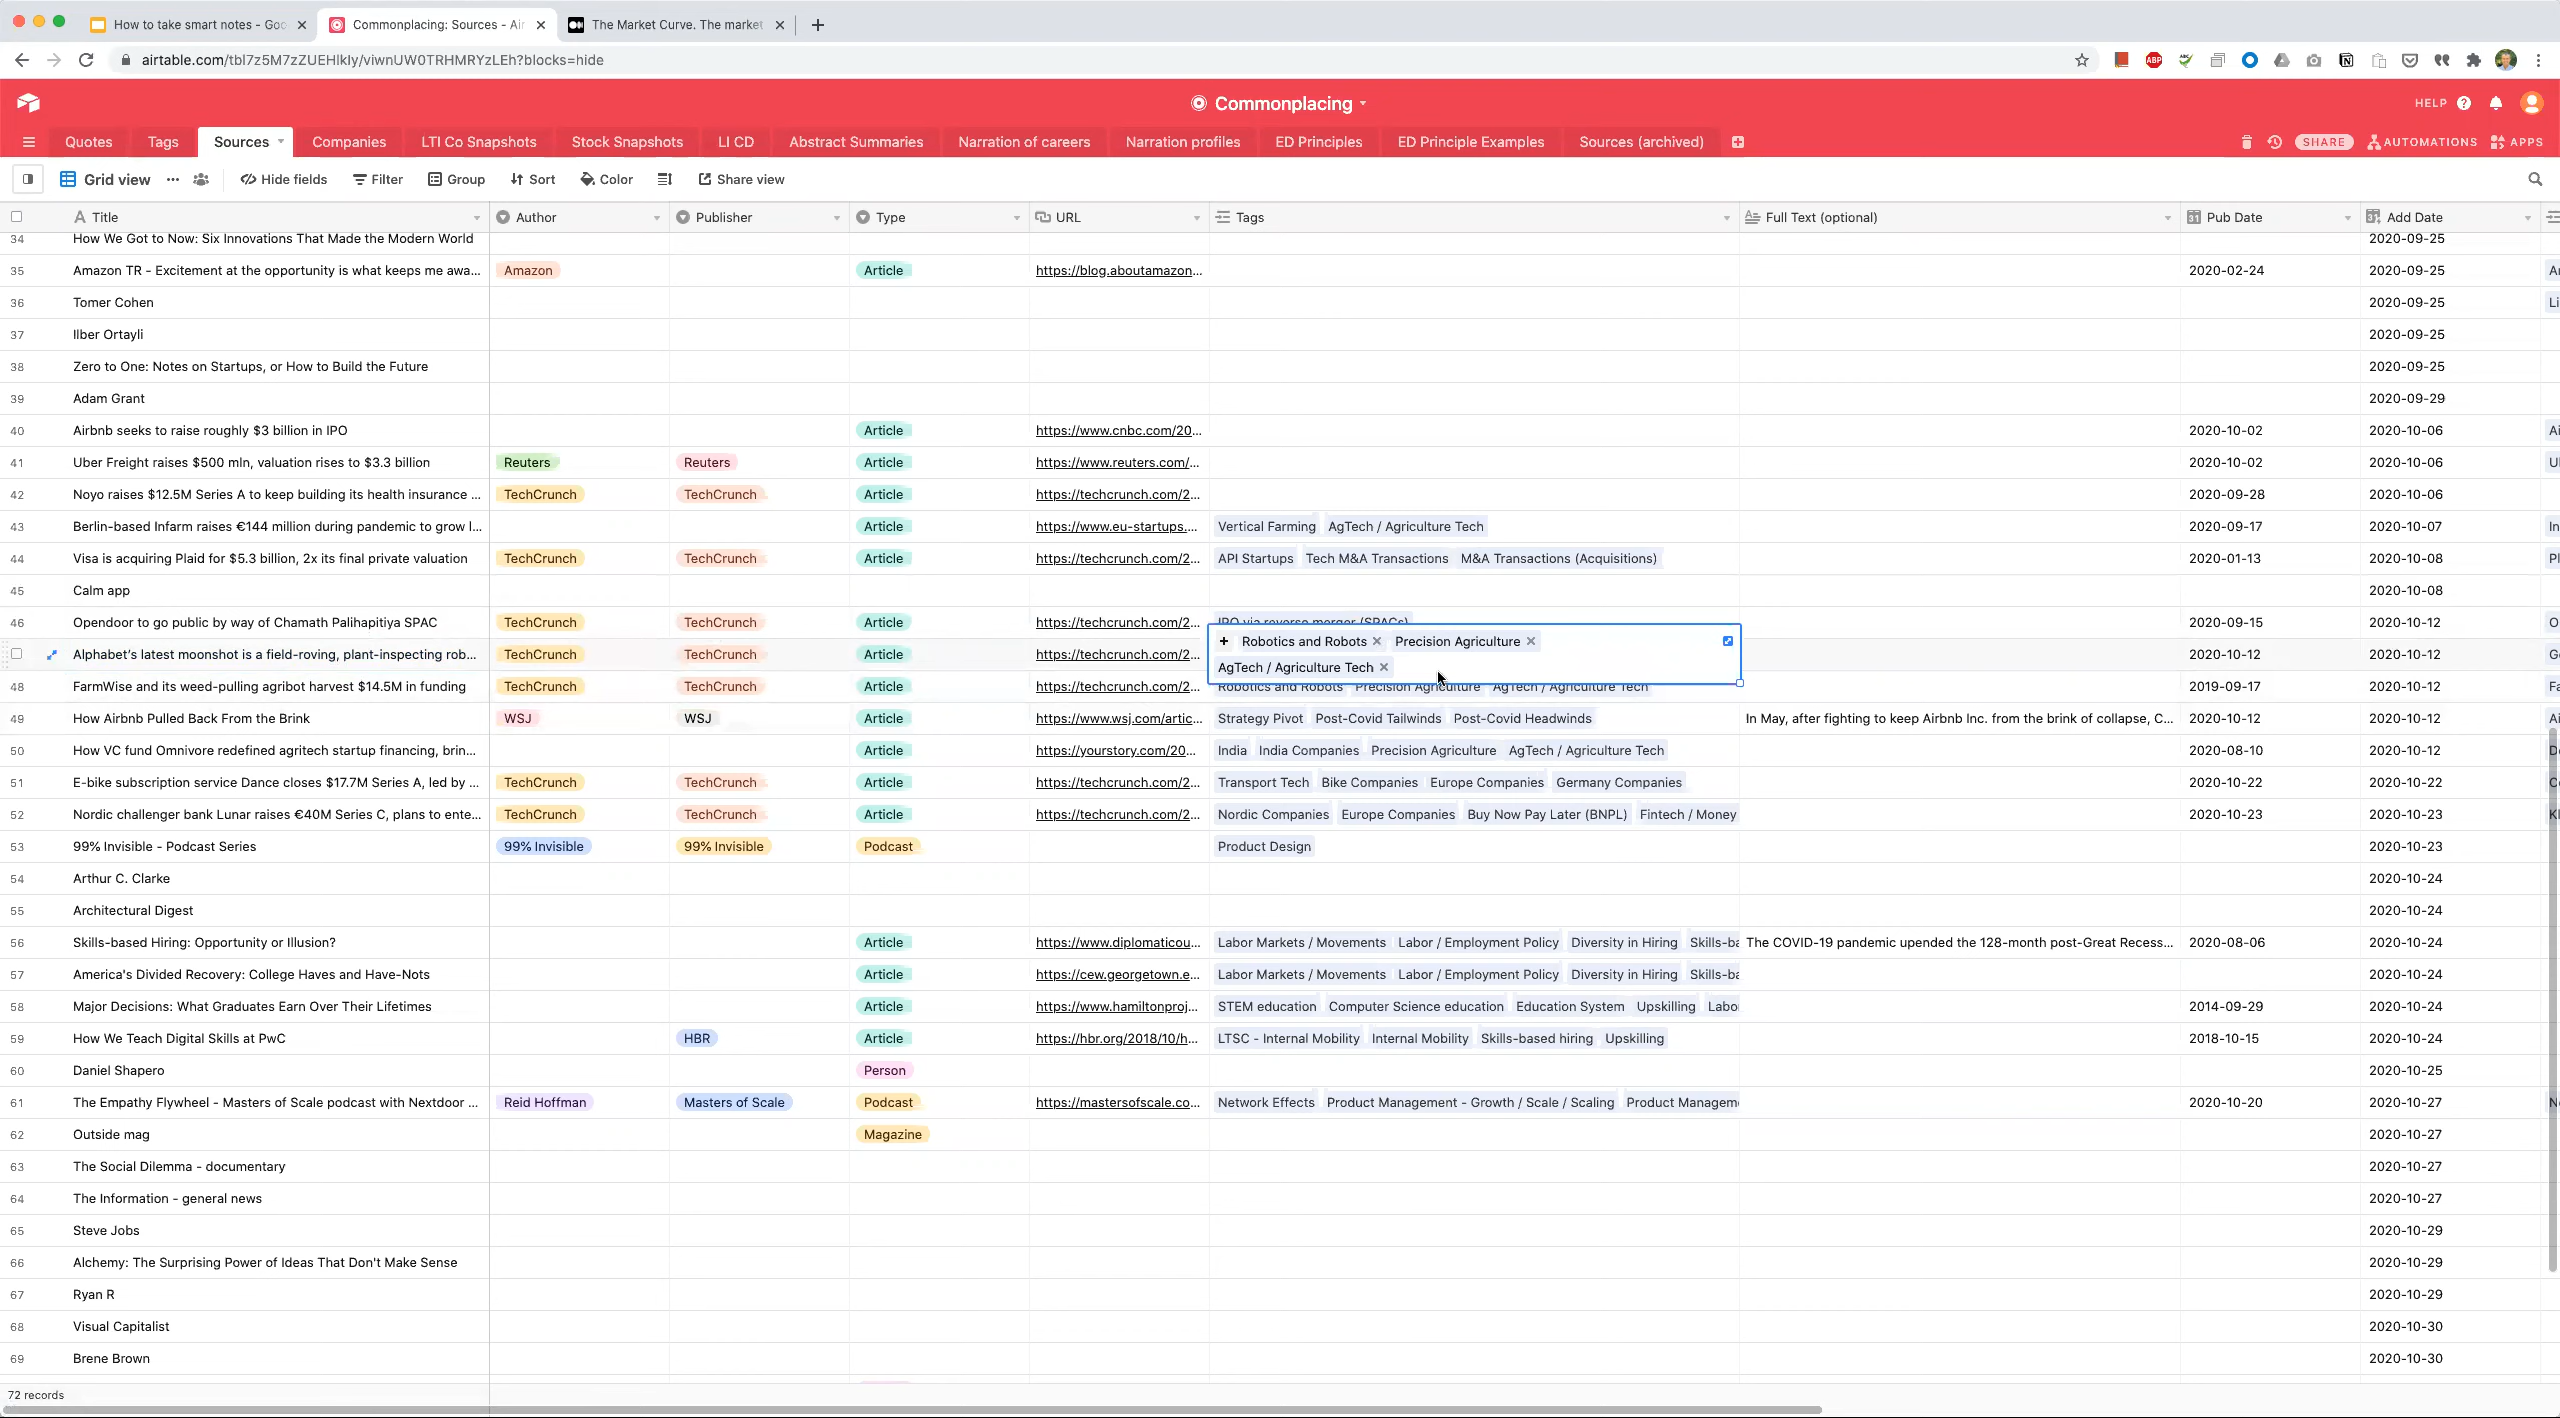 How to take smart notes - Goo
Commonplacing: Sources - Air
The Market Curve. The market
airtable.com/tbl7z5M7zZUEHlkIy/viwnUW0TRHMRYzLEh?blocks=hide
Commonplacing
HELP
Quotes Tags Sources Companies LTI Co Snapshots Stock Snapshots LI CD Abstract Summaries Narration of careers Narration profiles ED Principles ED Principle Examples Sources (archived) SHARE AUTOMATIONS APPS
Grid view Hide fields Filter Group Sort Color Share view
Title Author Publisher Type URL Tags Full Text (optional) Pub Date Add Date
34 How We Got to Now: Six Innovations That Made the Modern World 2020-09-25
35 Amazon TR - Excitement at the opportunity is what keeps me awa... Amazon Article https://blog.aboutamazon... 2020-02-24 2020-09-25
36 Tomer Cohen 2020-09-25 Li
37 Ilber Ortayli 2020-09-25
38 Zero to One: Notes on Startups, or How to Build the Future 2020-09-25
39 Adam Grant 2020-09-29
40 Airbnb seeks to raise roughly $3 billion in IPO Article https://www.cnbc.com/20... 2020-10-02 2020-10-06 Ai
41 Uber Freight raises $500 mln, valuation rises to $3.3 billion Reuters Reuters Article https://www.reuters.com/... 2020-10-02 2020-10-06
42 Noyo raises $12.5M Series A to keep building its health insurance ... TechCrunch TechCrunch Article https://techcrunch.com/2... 2020-09-28 2020-10-06
43 Berlin-based Infarm raises €144 million during pandemic to grow l... Article https://www.eu-startups.... Vertical Farming AgTech / Agriculture Tech 2020-09-17 2020-10-07 In
44 Visa is acquiring Plaid for $5.3 billion, 2x its final private valuation TechCrunch TechCrunch Article https://techcrunch.com/2... API Startups Tech M&A Transactions M&A Transactions (Acquisitions) 2020-01-13 2020-10-08 Pl
45 Calm app 2020-10-08
46 Opendoor to go public by way of Chamath Palihapitiya SPAC TechCrunch TechCrunch Article https://techcrunch.com/2... IPO via reverse merger (SPACs) 2020-09-15 2020-10-12 O
Alphabet's latest moonshot is a field-roving, plant-inspecting rob... TechCrunch TechCrunch Article https://techcrunch.com/2... Robotics and Robots Precision Agriculture 2020-10-12 2020-10-12
AgTech / Agriculture Tech
48 FarmWise and its weed-pulling agribot harvest $14.5M in funding TechCrunch TechCrunch Article https://techcrunch.com/2... Robotics and Robots Precision Agriculture AgTech / Agriculture Tech 2019-09-17 2020-10-12 Fa
49 How Airbnb Pulled Back From the Brink WSJ WSJ Article https://www.wsj.com/artic... Strategy Pivot Post-Covid Tailwinds Post-Covid Headwinds In May, after fighting to keep Airbnb Inc. from the brink of collapse, C... 2020-10-12 2020-10-12 Ai
50 How VC fund Omnivore redefined agritech startup financing, brin... Article https://yourstory.com/20... India India Companies Precision Agriculture AgTech / Agriculture Tech 2020-08-10 2020-10-12
51 E-bike subscription service Dance closes $17.7M Series A, led by ... TechCrunch TechCrunch Article https://techcrunch.com/2... Transport Tech Bike Companies Europe Companies Germany Companies 2020-10-22 2020-10-22
52 Nordic challenger bank Lunar raises €40M Series C, plans to ente... TechCrunch TechCrunch Article https://techcrunch.com/2... Nordic Companies Europe Companies Buy Now Pay Later (BNPL) Fintech / Money 2020-10-23 2020-10-23
53 99% Invisible - Podcast Series 99% Invisible 99% Invisible Podcast Product Design 2020-10-23
54 Arthur C. Clarke 2020-10-24
55 Architectural Digest 2020-10-24
56 Skills-based Hiring: Opportunity or Illusion? Article https://www.diplomaticou... Labor Markets / Movements Labor / Employment Policy Diversity in Hiring Skills-ba The COVID-19 pandemic upended the 128-month post-Great Recess... 2020-08-06 2020-10-24
57 America's Divided Recovery: College Haves and Have-Nots Article https://cew.georgetown.e... Labor Markets / Movements Labor / Employment Policy Diversity in Hiring Skills-ba 2020-10-24
58 Major Decisions: What Graduates Earn Over Their Lifetimes Article https://www.hamiltonproj... STEM education Computer Science education Education System Upskilling Labo 2014-09-29 2020-10-24
59 How We Teach Digital Skills at PwC HBR Article https://hbr.org/2018/10/h... LTSC - Internal Mobility Internal Mobility Skills-based hiring Upskilling 2018-10-15 2020-10-24
60 Daniel Shapero Person 2020-10-25
61 The Empathy Flywheel - Masters of Scale podcast with Nextdoor ... Reid Hoffman Masters of Scale Podcast https://mastersofscale.co... Network Effects Product Management - Growth / Scale / Scaling Product Managem 2020-10-20 2020-10-27
62 Outside mag Magazine 2020-10-27
63 The Social Dilemma - documentary 2020-10-27
64 The Information - general news 2020-10-27
65 Steve Jobs 2020-10-29
66 Alchemy: The Surprising Power of Ideas That Don't Make Sense 2020-10-29
67 Ryan R 2020-10-29
68 Visual Capitalist 2020-10-30
69 Brene Brown 2020-10-30
72 records